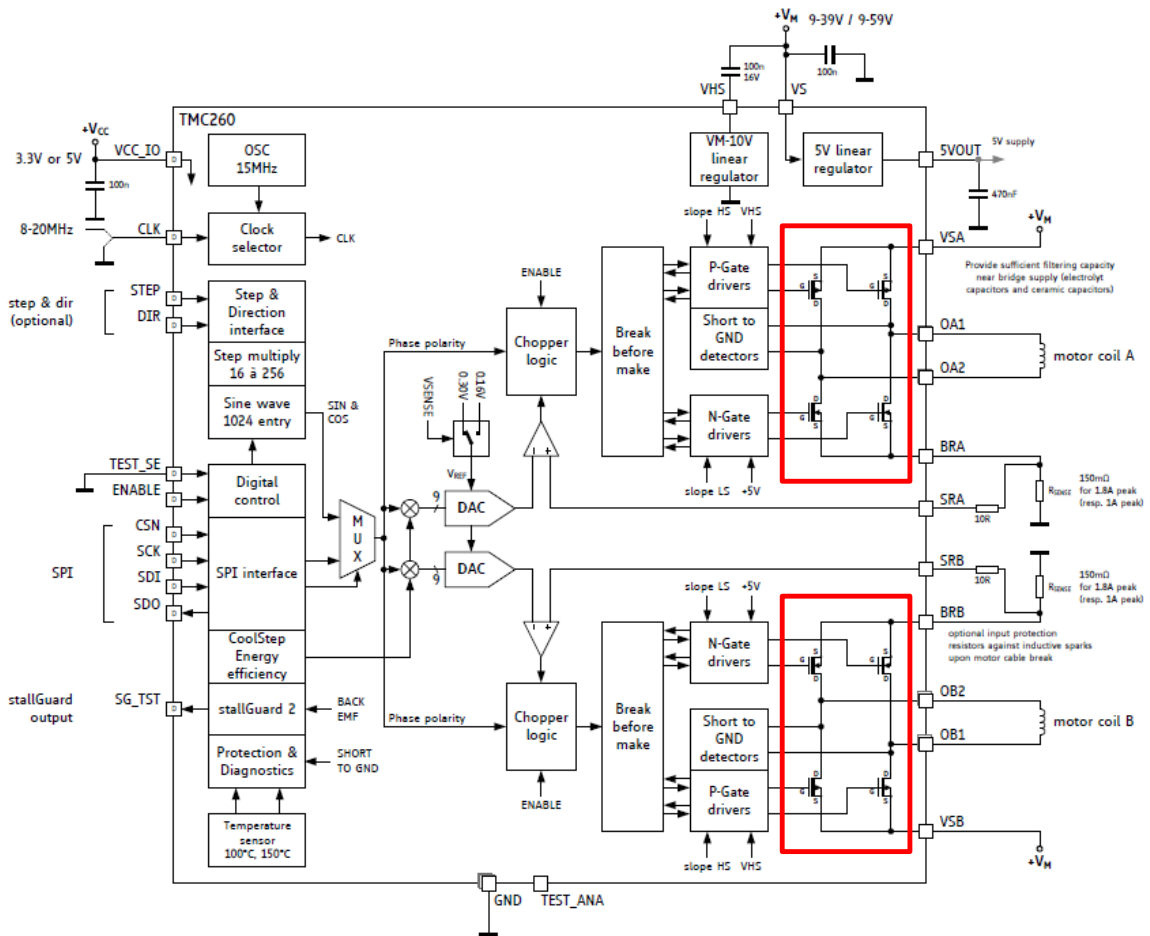 +VM 9-39V / 9-59V
100n
16V
100n
VHS
VS
TMC260
+VCC
3.3V or 5V
VCC_IO
D
100n
OSC
15MHz
VM-10V
linear
regulator
5V linear
regulator
5VOUT
5V supply
470nF
8-20MHz
CLK
D
Clock
selector
CLK
slope HS
VHS
+VM
VSA
Provide sufficient filtering capacity
near bridge supply (electrolyt
capacitors and ceramic capacitors)
step & dir
(optional)
STEP
D
DIR
D
Step &
Direction
interface
Step multiply
16 à 256
Sine wave
1024 entry
SIN &
COS
Phase polarity
ENABLE
Chopper
logic
Break
before
make
P-Gate
drivers
Short to
GND
detectors
N-Gate
drivers
slope LS
+5V
S
G
D
S
G
D
D
G
S
D
G
S
OA1
OA2
motor coil A
BRA
SRA
10R
RSENSE
150mΩ
for 1.8A peak
(resp. 1A peak)
VSENSE
0.30V
0.16V
VREF
9
DAC
9
DAC
M
U
X
TEST_SE
D
ENABLE
D
Digital
control
SPI
CSN
D
SCK
D
SDI
D
SDO
D
SPI interface
CoolStep
Energy
efficiency
stallGuard
output
SG_TST
D
stallGuard 2
BACK
EMF
Protection &
Diagnostics
SHORT
TO GND
Temperature
sensor
100°C, 150°C
SRB
10R
RSENSE
150mΩ
for 1.8A peak
(resp. 1A peak)
BRB
optional input protection
resistors against inductive sparks
upon motor cable break
slope LS
+5V
N-Gate
drivers
Phase polarity
Chopper
logic
ENABLE
Break
before
make
Short to
GND
detectors
P-Gate
drivers
slope HS
VHS
S
G
D
S
G
D
D
G
S
D
G
S
OB2
OB1
motor coil B
VSB
+VM
GND
TEST_ANA